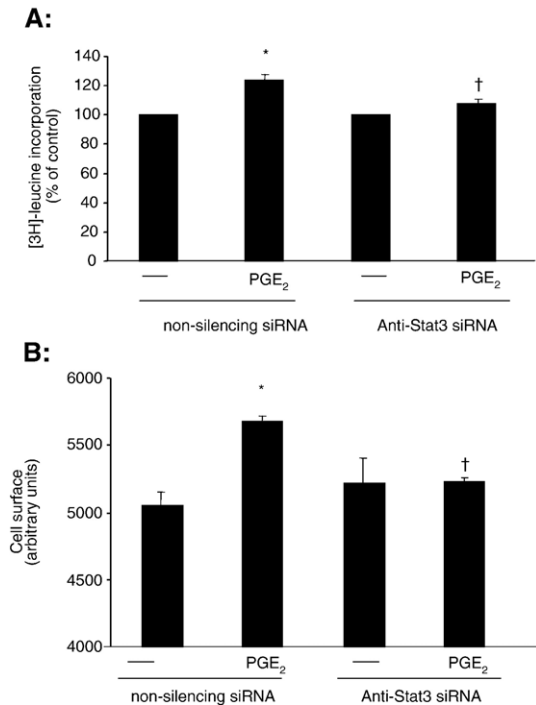 A:
[3H]-leucine incorporation
(% of control)
140
120
100
80
60
40
20
0
*
†
— PGE₂ — PGE₂
non-silencing siRNA Anti-Stat3 siRNA
B:
Cell surface
(arbitrary units)
6000
5500
5000
4500
4000
*
†
— PGE₂ — PGE₂
non-silencing siRNA Anti-Stat3 siRNA